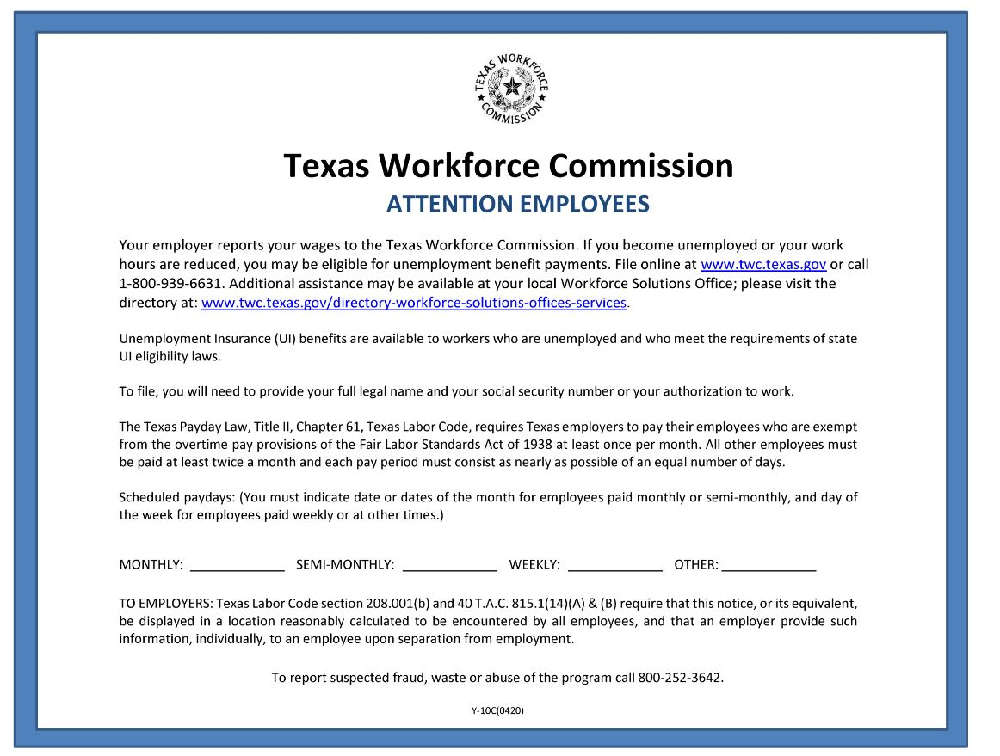 TEXAS WORKFORCE
COMMISSION
Texas Workforce Commission
ATTENTION EMPLOYEES
Your employer reports your wages to the Texas Workforce Commission. If you become unemployed or your work
hours are reduced, you may be eligible for unemployment benefit payments. File online at www.twc.texas.gov or call
1-800-939-6631. Additional assistance may be available at your local Workforce Solutions Office; please visit the
directory at: www.twc.texas.gov/directory-workforce-solutions-offices-services.
Unemployment Insurance (UI) benefits are available to workers who are unemployed and who meet the requirements of state
UI eligibility laws.
To file, you will need to provide your full legal name and your social security number or your authorization to work.
The Texas Payday Law, Title II, Chapter 61, Texas Labor Code, requires Texas employers to pay their employees who are exempt
from the overtime pay provisions of the Fair Labor Standards Act of 1938 at least once per month. All other employees must
be paid at least twice a month and each pay period must consist as nearly as possible of an equal number of days.
Scheduled paydays: (You must indicate date or dates of the month for employees paid monthly or semi-monthly, and day of
the week for employees paid weekly or at other times.)
MONTHLY: _____________ SEMI-MONTHLY: _____________ WEEKLY: _____________ OTHER: _____________
TO EMPLOYERS: Texas Labor Code section 208.001(b) and 40 T.A.C. 815.1(14)(A) & (B) require that this notice, or its equivalent,
be displayed in a location reasonably calculated to be encountered by all employees, and that an employer provide such
information, individually, to an employee upon separation from employment.
To report suspected fraud, waste or abuse of the program call 800-252-3642.
Y-10C(0420)